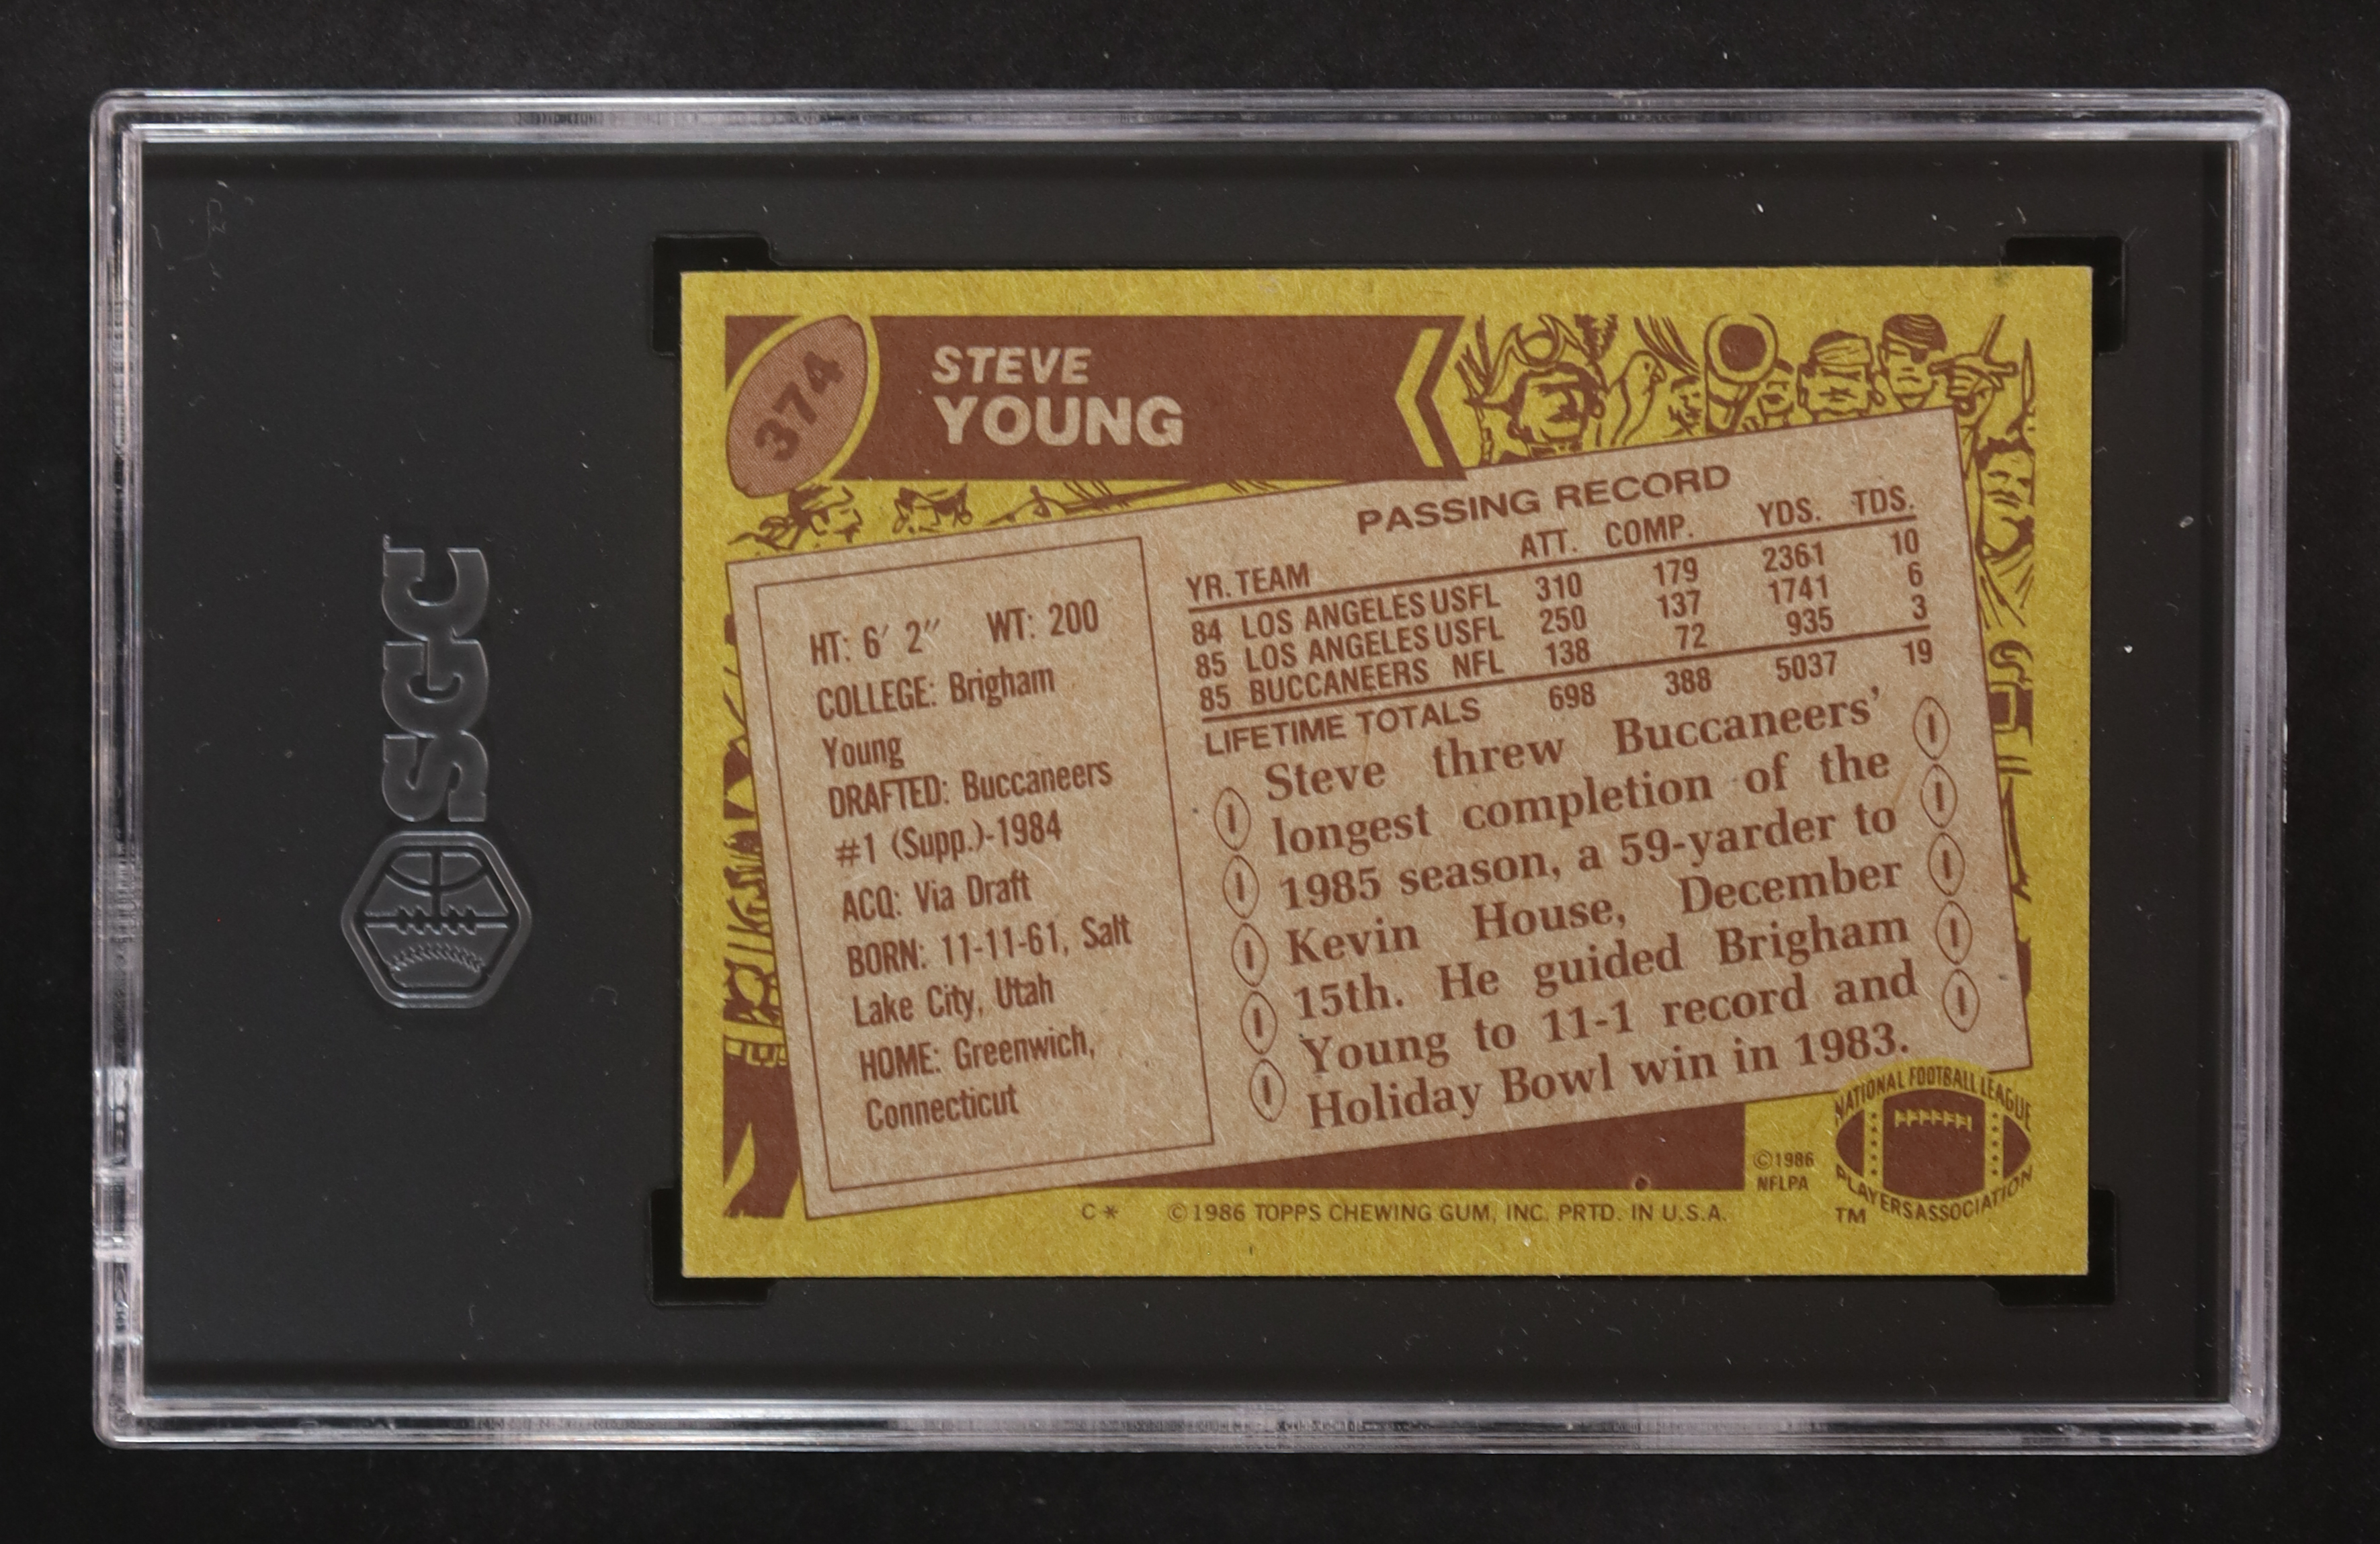 SGC
374
STEVE
YOUNG
HT: 6' 2" WT: 200
COLLEGE: Brigham
Young
DRAFTED: Buccaneers
#1 (Supp.)-1984
ACQ: Via Draft
BORN: 11-11-61, Salt
Lake City, Utah
HOME: Greenwich,
Connecticut
PASSING RECORD
YR. TEAM ATT. COMP. YDS. TDS.
84 LOS ANGELES USFL 310 179 2361 10
85 LOS ANGELES USFL 250 137 1741 6
85 BUCCANEERS NFL 138 72 935 3
LIFETIME TOTALS 698 388 5037 19
Steve threw Buccaneers'
longest completion of the
1985 season, a 59-yarder to
Kevin House, December
15th. He guided Brigham
Young to 11-1 record and
Holiday Bowl win in 1983.
C* ©1986 TOPPS CHEWING GUM, INC. PRTD. IN U.S.A.
©1986
NFLPA
NATIONAL FOOTBALL LEAGUE
PLAYERS ASSOCIATION
TM